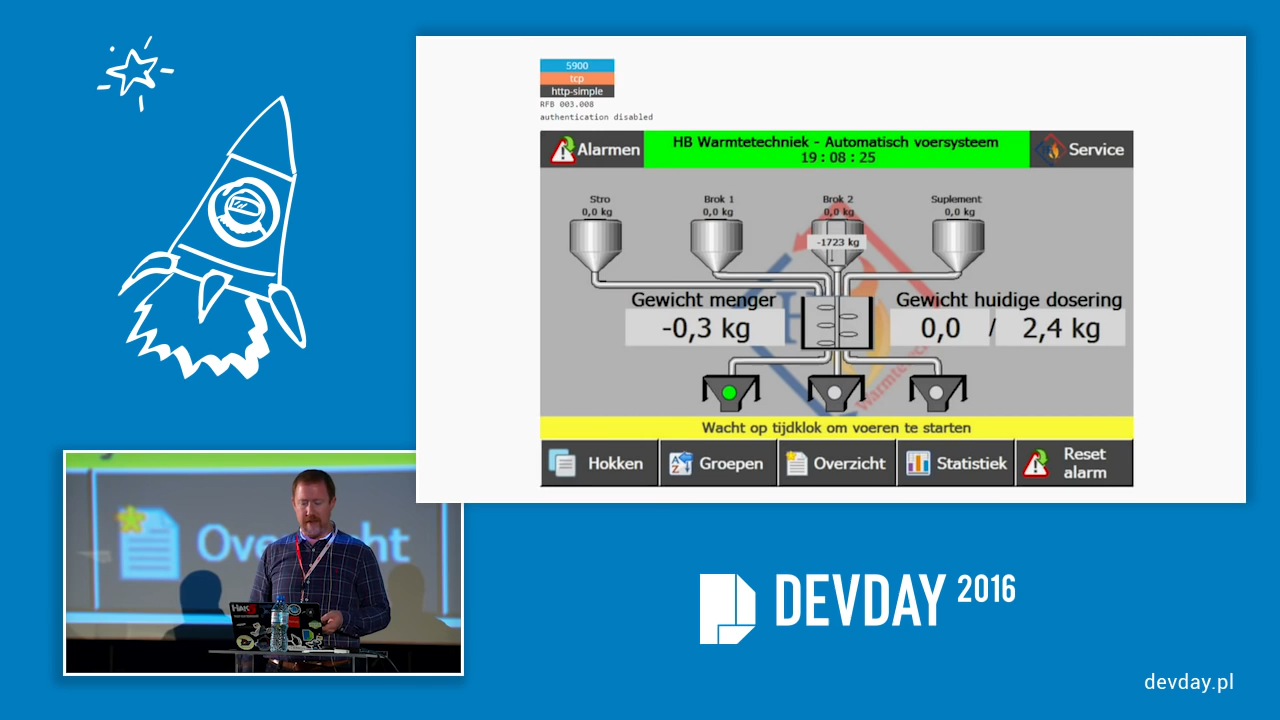 5900
tcp
http-simple
RFB 003.008
authentication disabled
Alarmen
HB Warmtetechniek - Automatisch voersysteem
19 : 08 : 25
Service
Stro
0,0 kg
Brok 1
0,0 kg
Brok 2
0,0 kg
Suplement
0,0 kg
-1723 kg
Gewicht menger
-0,3 kg
Gewicht huidige dosering
0,0 / 2,4 kg
Wacht op tijdklok om voeren te starten
Hokken
Groepen
Overzicht
Statistiek
Reset
alarm
DEVDAY 2016
devday.pl